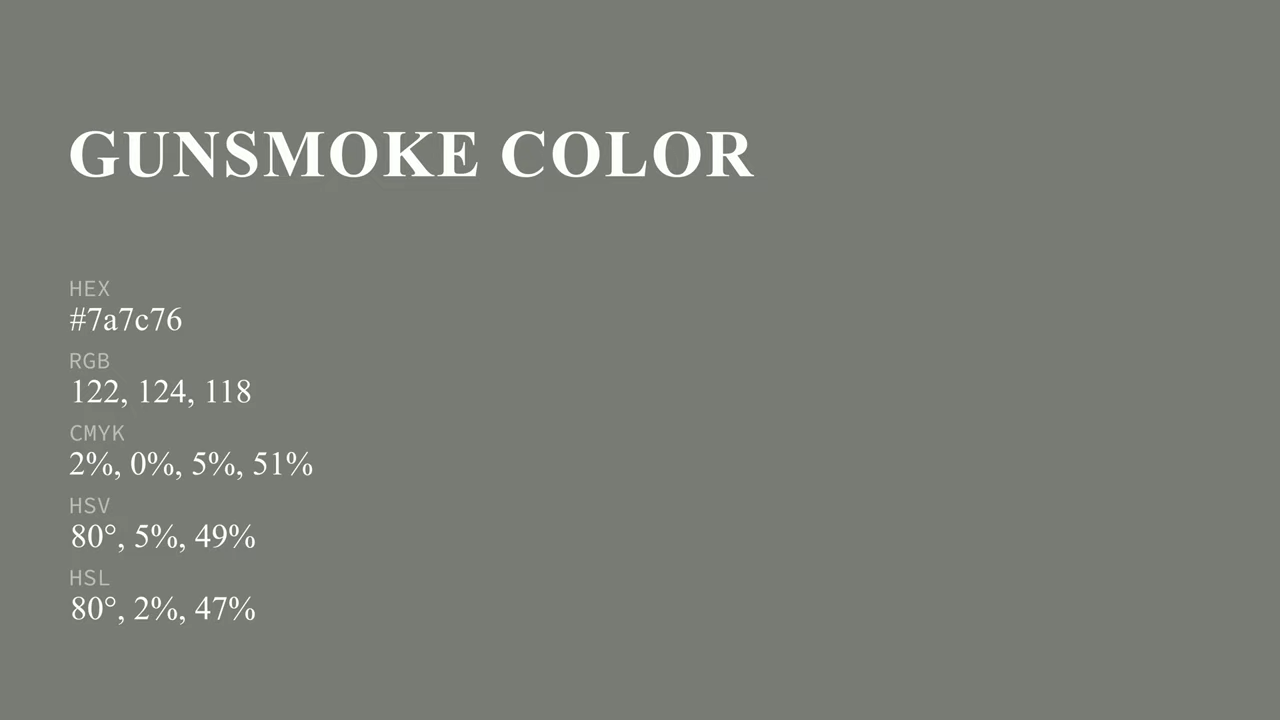 GUNSMOKE COLOR
HEX
#7a7c76
RGB
122, 124, 118
CMYK
2%, 0%, 5%, 51%
HSV
80°, 5%, 49%
HSL
80°, 2%, 47%